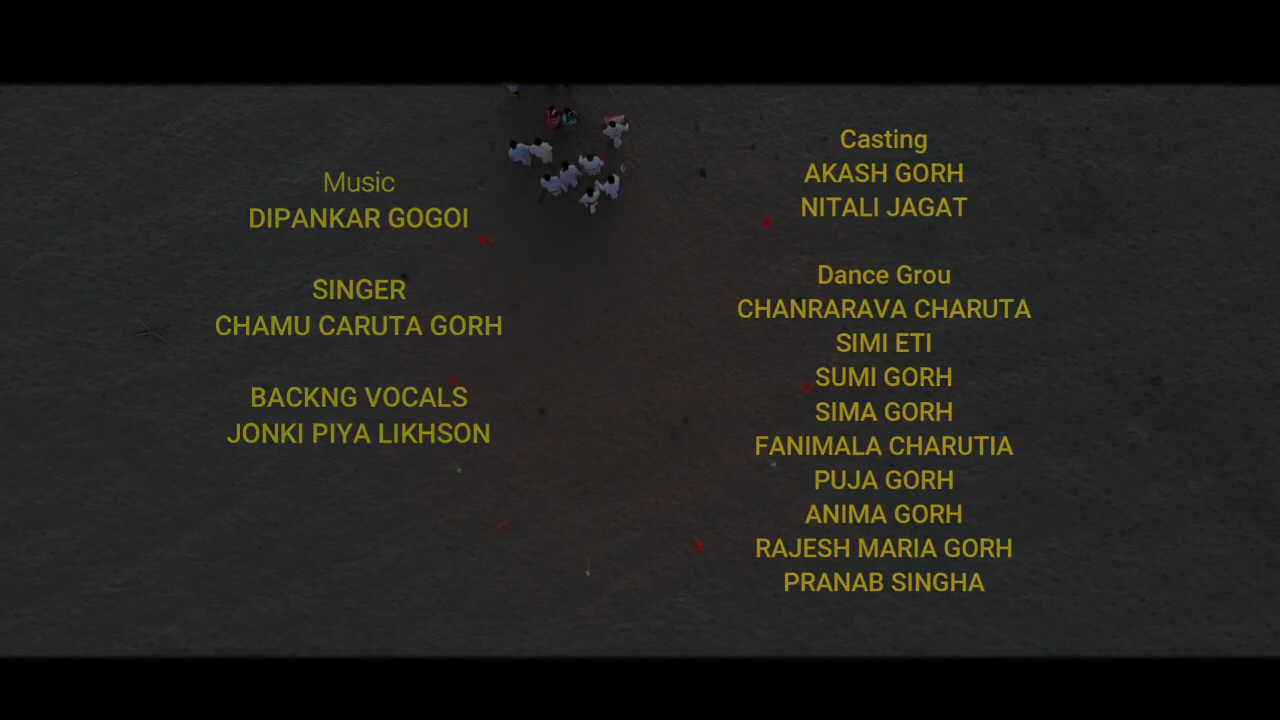 Music
DIPANKAR GOGOI
SINGER
CHAMU CARUTA GORH
BACKNG VOCALS
JONKI PIYA LIKHSON
Casting
AKASH GORH
NITALI JAGAT
Dance Grou
CHANRARAVA CHARUTA
SIMI ETI
SUMI GORH
SIMA GORH
FANIMALA CHARUTIA
PUJA GORH
ANIMA GORH
RAJESH MARIA GORH
PRANAB SINGHA